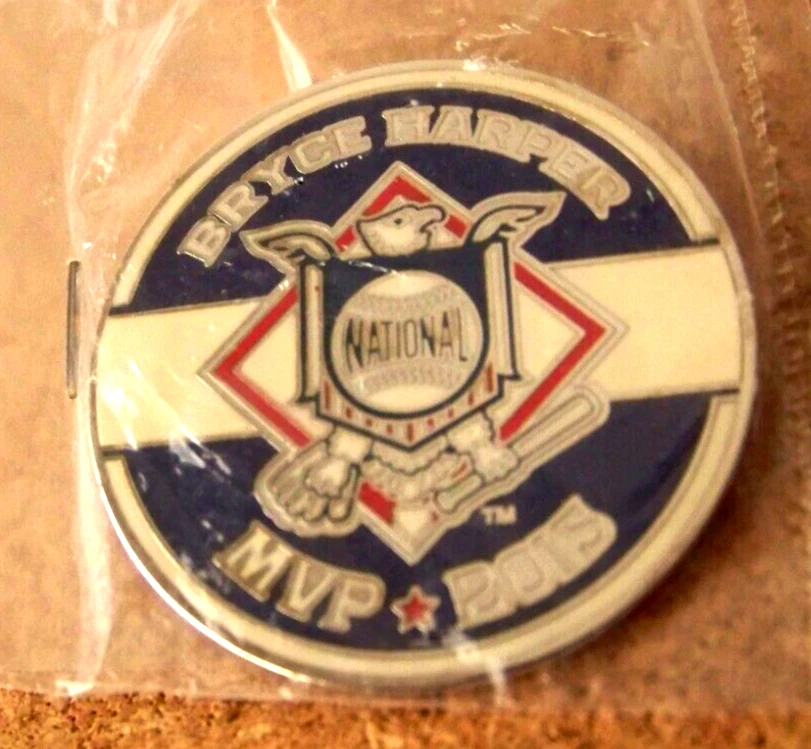 BRYCE HARPER
NATIONAL
TM
MVP ★ 2015